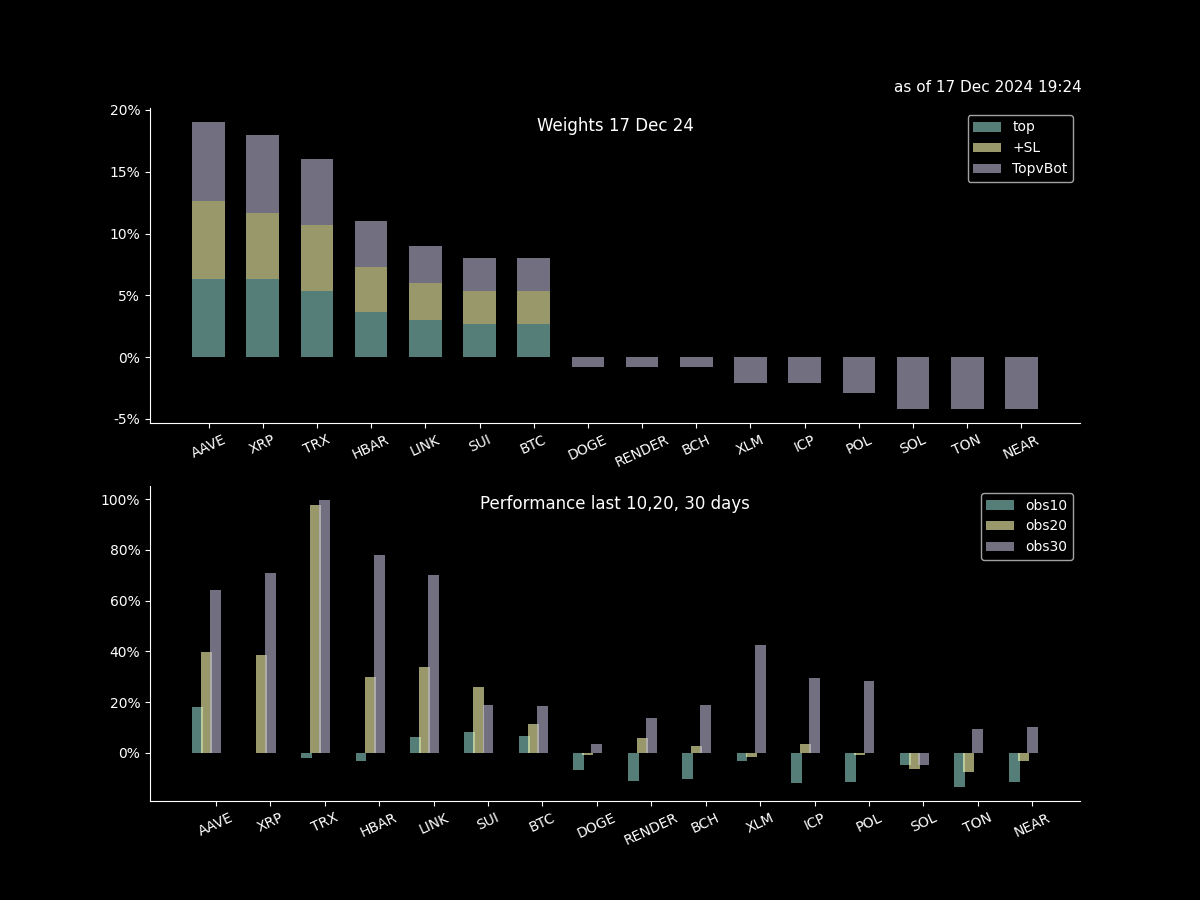 as of 17 Dec 2024 19:24
Weights 17 Dec 24
top
+SL
TopvBot
20%
15%
10%
5%
0%
-5%
AAVE XRP TRX HBAR LINK SUI BTC DOGE RENDER BCH XLM ICP POL SOL TON NEAR
Performance last 10,20, 30 days
obs10
obs20
obs30
100%
80%
60%
40%
20%
0%
AAVE XRP TRX HBAR LINK SUI BTC DOGE RENDER BCH XLM ICP POL SOL TON NEAR